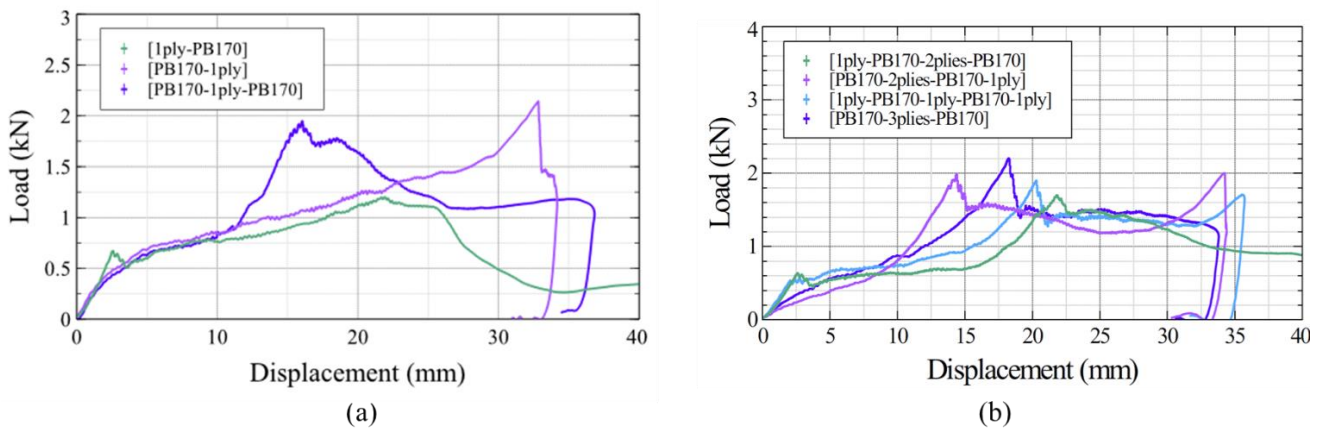 3
2.5
2
1.5
1
0.5
0
0
10
20
30
40
Load (kN)
Displacement (mm)
[1ply-PB170]
[PB170-1ply]
[PB170-1ply-PB170]
(a)
4
3
2
1
0
0
5
10
15
20
25
30
35
40
Load (kN)
Displacement (mm)
[1ply-PB170-2plies-PB170]
[PB170-2plies-PB170-1ply]
[1ply-PB170-1ply-PB170-1ply]
[PB170-3plies-PB170]
(b)